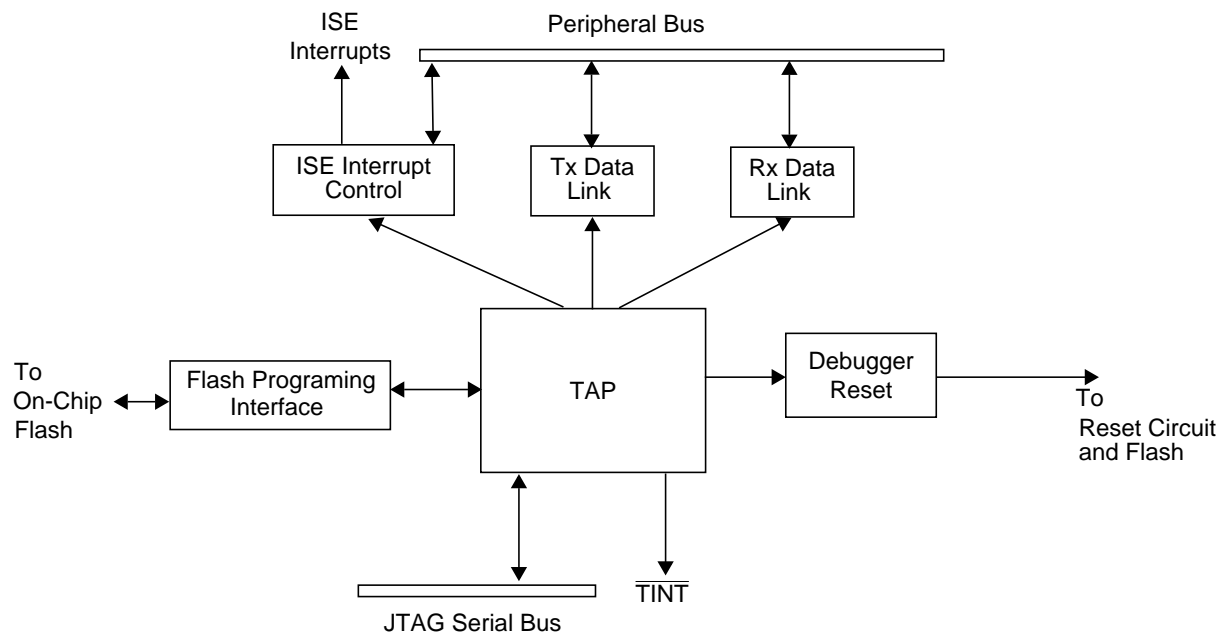 ISE
Interrupts
Peripheral Bus
ISE Interrupt
Control
Tx Data
Link
Rx Data
Link
To
On-Chip
Flash
Flash Programing
Interface
TAP
Debugger
Reset
To
Reset Circuit
and Flash
JTAG Serial Bus
TINT